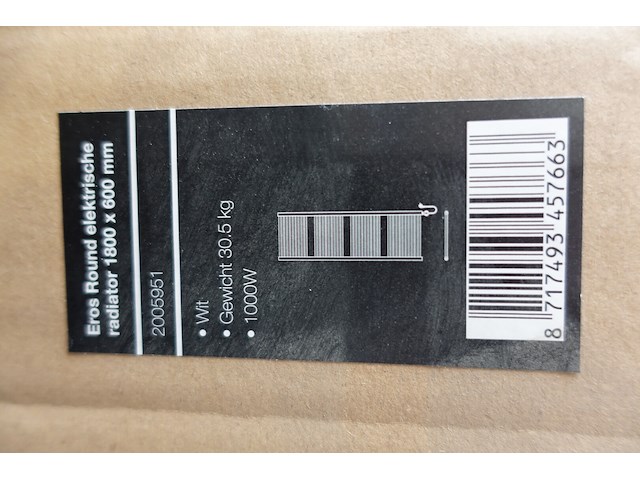 Eros Round elektrische
radiator 1800 x 600 mm
2005951
• Wit
• Gewicht 30.5 kg
• 1000W
8 717493 457663